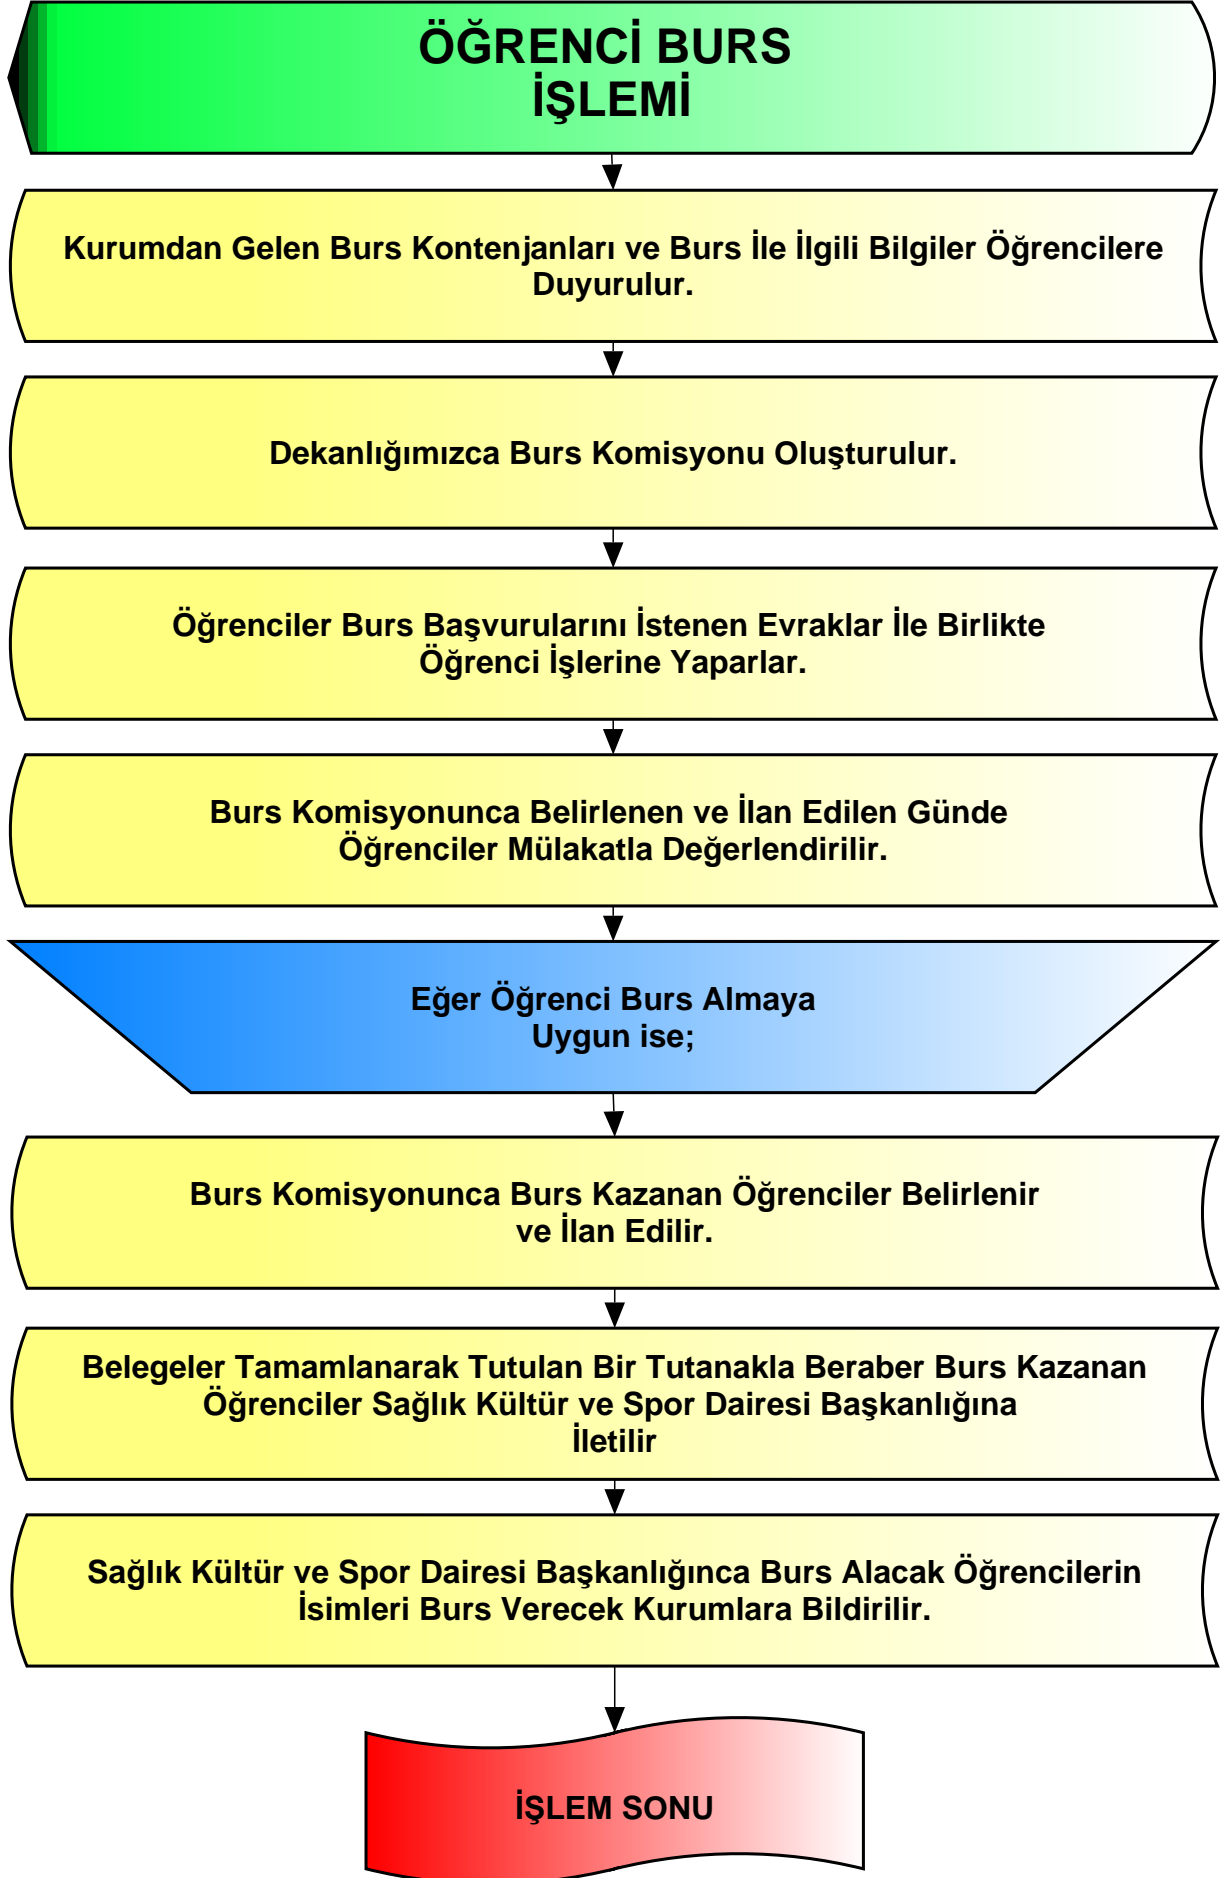 ÖĞRENCİ BURS
İŞLEMİ
Kurumdan Gelen Burs Kontenjanları ve Burs İle İlgili Bilgiler Öğrencilere
Duyurulur.
Dekanlığımızca Burs Komisyonu Oluşturulur.
Öğrenciler Burs Başvurularını İstenen Evraklar İle Birlikte
Öğrenci İşlerine Yaparlar.
Burs Komisyonunca Belirlenen ve İlan Edilen Günde
Öğrenciler Mülakatla Değerlendirilir.
Eğer Öğrenci Burs Almaya
Uygun ise;
Burs Komisyonunca Burs Kazanan Öğrenciler Belirlenir
ve İlan Edilir.
Belegeler Tamamlanarak Tutulan Bir Tutanakla Beraber Burs Kazanan
Öğrenciler Sağlık Kültür ve Spor Dairesi Başkanlığına
İletilir
Sağlık Kültür ve Spor Dairesi Başkanlığınca Burs Alacak Öğrencilerin
İsimleri Burs Verecek Kurumlara Bildirilir.
İŞLEM SONU